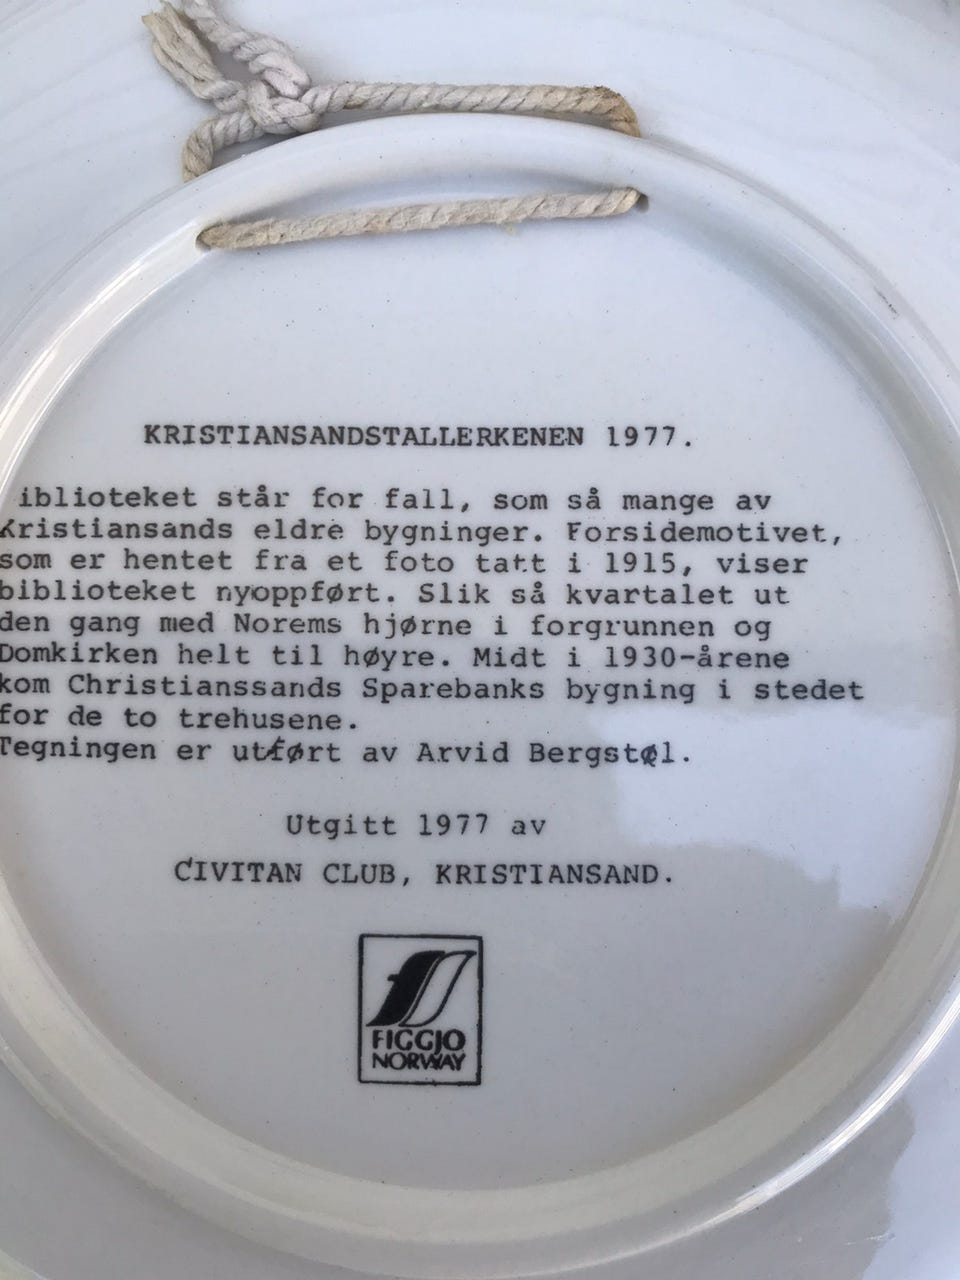 KRISTIANSANDSTALLERKENEN 1977.
iblioteket står for fall, som så mange av
Kristiansands eldre bygninger. Forsidemotivet,
som er hentet fra et foto tatt i 1915, viser
biblioteket nyoppført. Slik så kvartalet ut
den gang med Norems hjørne i forgrunnen og
Domkirken helt til høyre. Midt i 1930-årene
kom Christianssands Sparebanks bygning i stedet
for de to trehusene.
Tegningen er utført av Arvid Bergstøl.
Utgitt 1977 av
CIVITAN CLUB, KRISTIANSAND.
FIGGJO
NORWAY